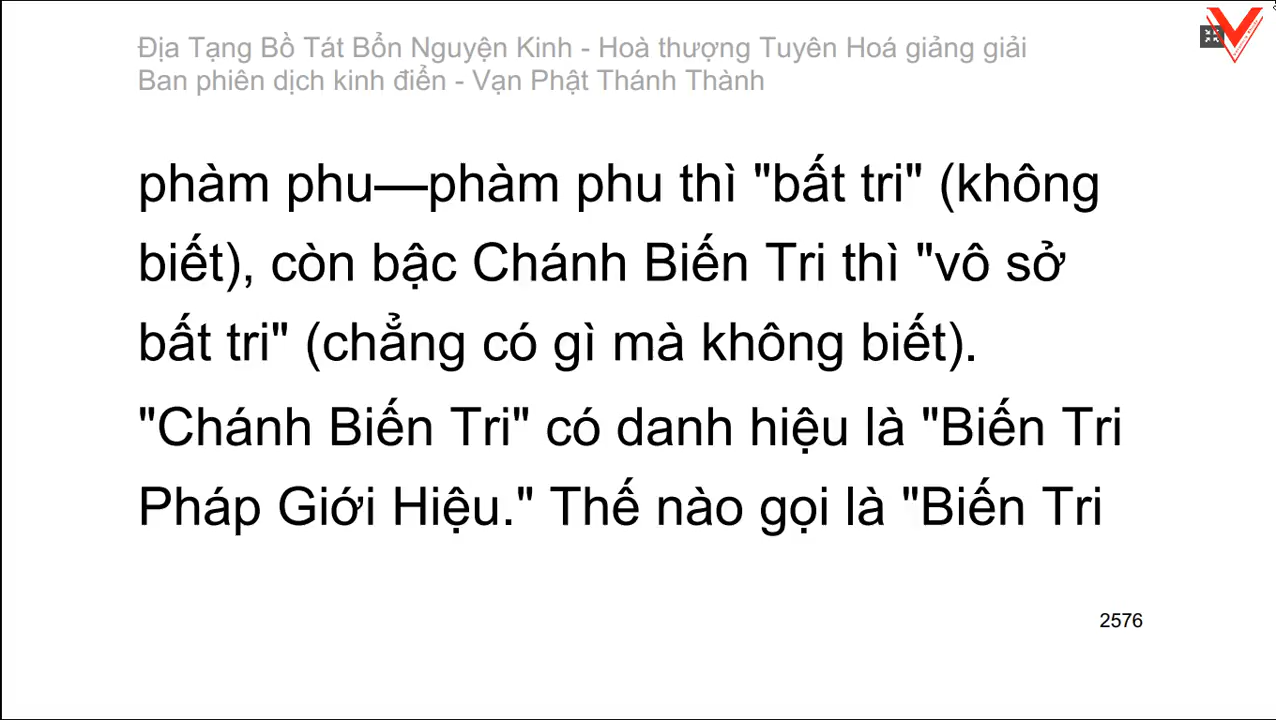 Địa Tạng Bồ Tát Bổn Nguyện Kinh - Hoà thượng Tuyên Hoá giảng giải
Ban phiên dịch kinh điển - Vạn Phật Thánh Thành
phàm phu—phàm phu thì "bất tri" (không
biết), còn bậc Chánh Biến Tri thì "vô sở
bất tri" (chẳng có gì mà không biết).
"Chánh Biến Tri" có danh hiệu là "Biến Tri
Pháp Giới Hiệu." Thế nào gọi là "Biến Tri
2576